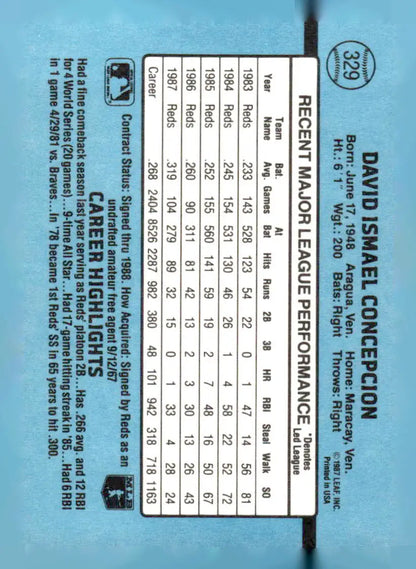 329
DAVID ISMAEL CONCEPCION
Born: June 17, 1948 Aragua, Ven. Home: Maracay, Ven.
Ht.: 6' 1" Wgt.: 200 Bats: Right Throws: Right
© 1987 LEAF, INC.
Printed in USA
RECENT MAJOR LEAGUE PERFORMANCE
*Denotes
Led League
Year Team Name Bat. Avg. Games At Bat Hits Runs 2B 3B HR RBI Steal Walk SO
1983 Reds .233 143 528 123 54 22 0 1 47 14 56 81
1984 Reds .245 154 531 130 46 26 1 4 58 22 52 72
1985 Reds .252 155 560 141 59 19 2 7 48 16 50 67
1986 Reds .260 90 311 81 42 13 2 3 30 13 26 43
1987 Reds .319 104 279 89 32 15 0 1 33 4 28 24
Career .268 2404 8526 2287 982 380 48 101 942 318 718 1163
Contract Status: Signed thru 1988. How Acquired: Signed by Reds as an
undrafted amateur free agent 9/12/67
MLB
CAREER HIGHLIGHTS
Had a fine comeback season last year serving as Reds' platoon 2B...Has .266 avg. and 12 RBI
for 4 World Series (20 games)...9-time All Star...Had 17-game hitting streak in '85...Had 6 RBI
in 1 game 4/29/81 vs. Braves...In '78 became 1st Reds' SS in 65 years to hit .300.